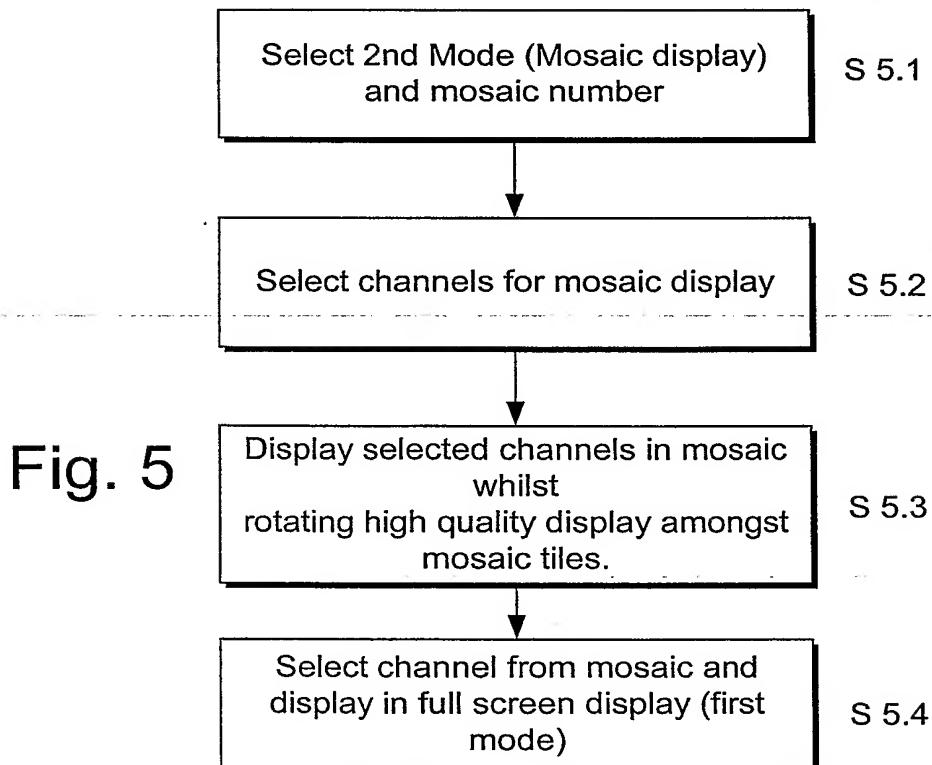 Select 2nd Mode (Mosaic display)
and mosaic number
S 5.1
Select channels for mosaic display
S 5.2
Fig. 5
Display selected channels in mosaic
whilst
rotating high quality display amongst
mosaic tiles.
S 5.3
Select channel from mosaic and
display in full screen display (first
mode)
S 5.4